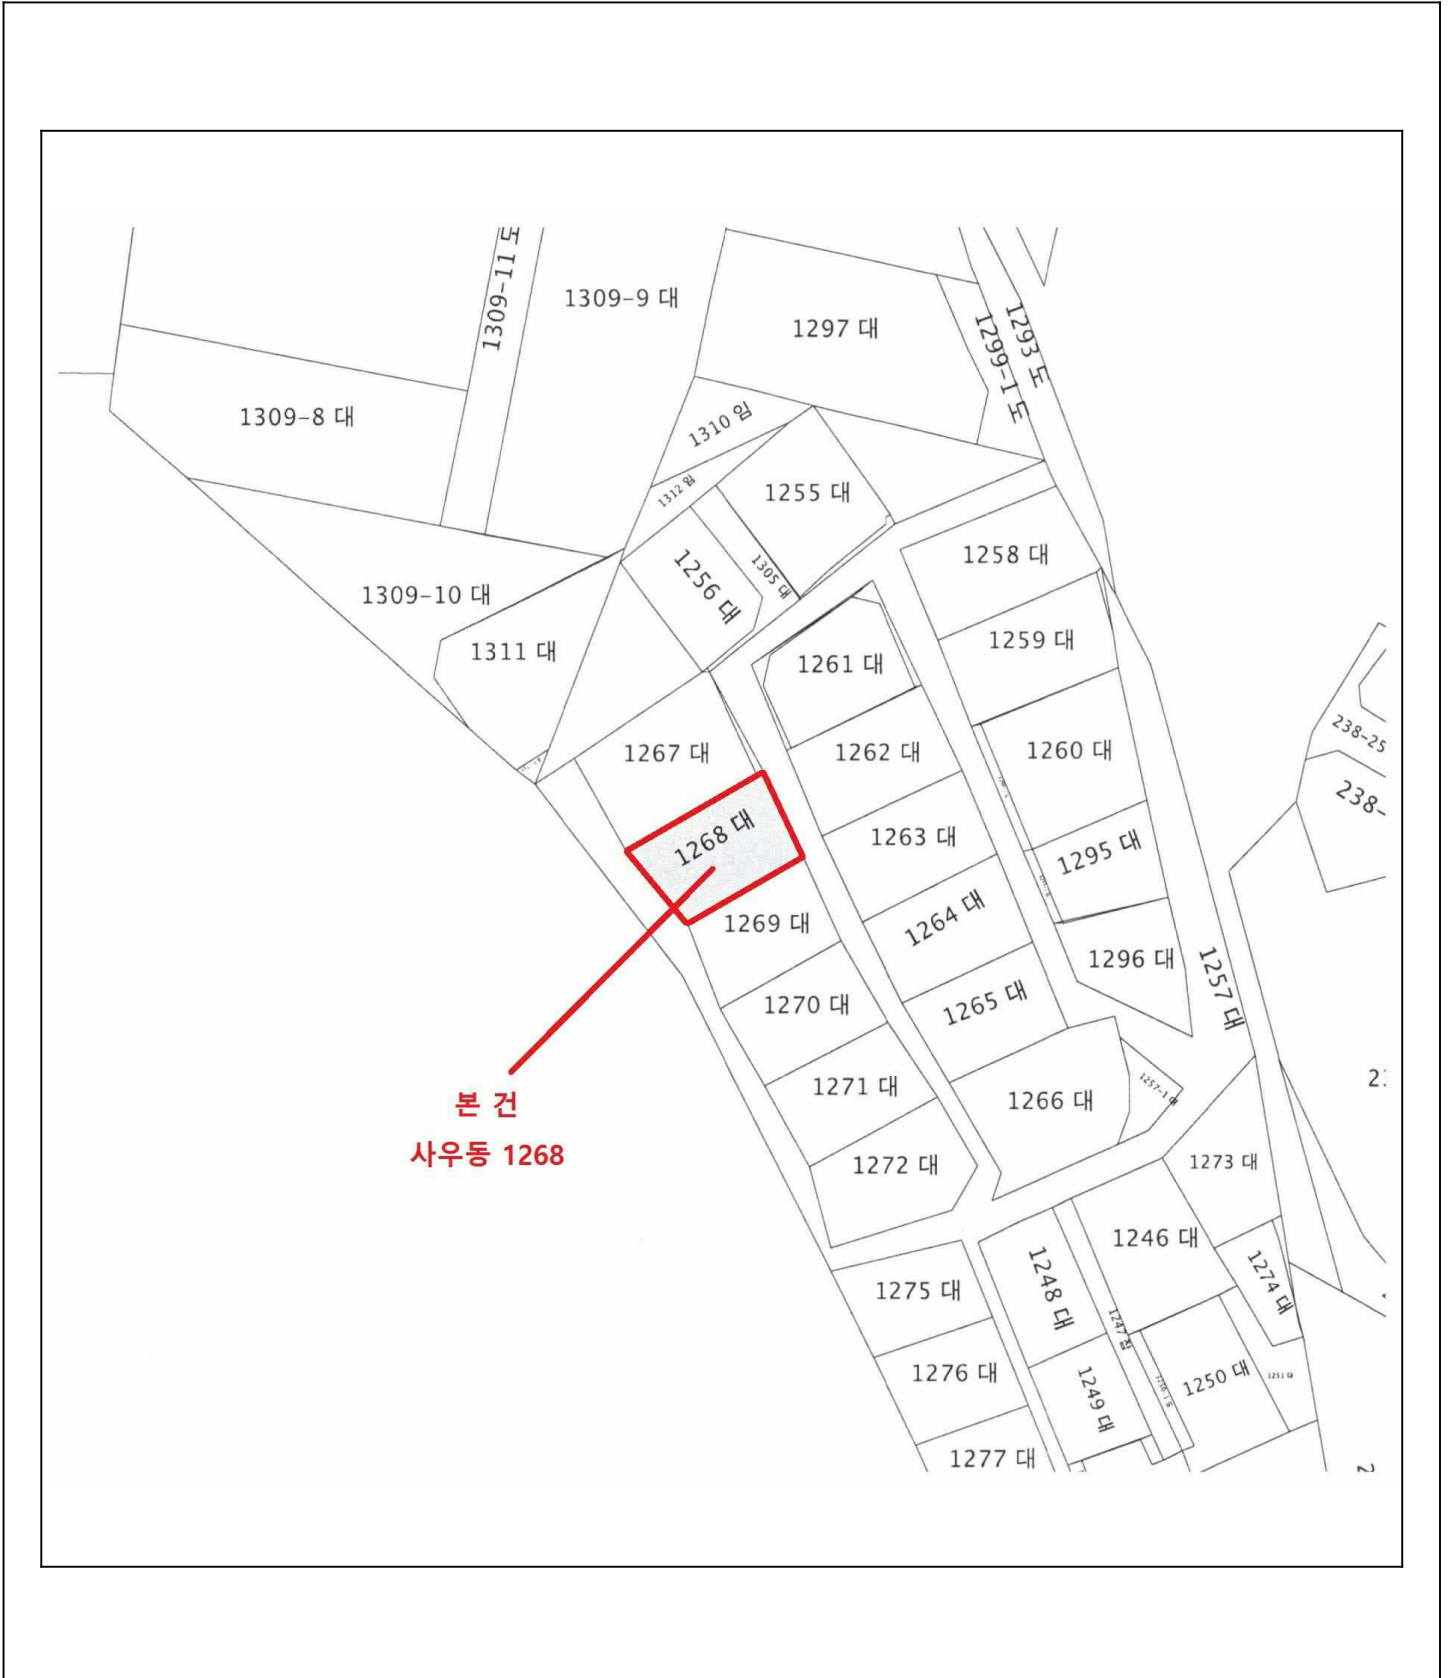 1309-11 도
1309-9 대
1297 대
1293 도
1299-1 도
1309-8 대
1310 임
1312 임
1255 대
1305 대
1258 대
1256 대
1309-10 대
1311 대
1259 대
1261 대
1267 대
1262 대
1260 대
238-25
238-
1268 대
1263 대
1295 대
1269 대
1264 대
1296 대
1257 대
1270 대
1265 대
1271 대
1266 대
1257-1 대
본 건
사우동 1268
1272 대
1273 대
1246 대
1248 대
1274 대
1275 대
1247
1276 대
1249 대
1250 대
1251 대
1277 대